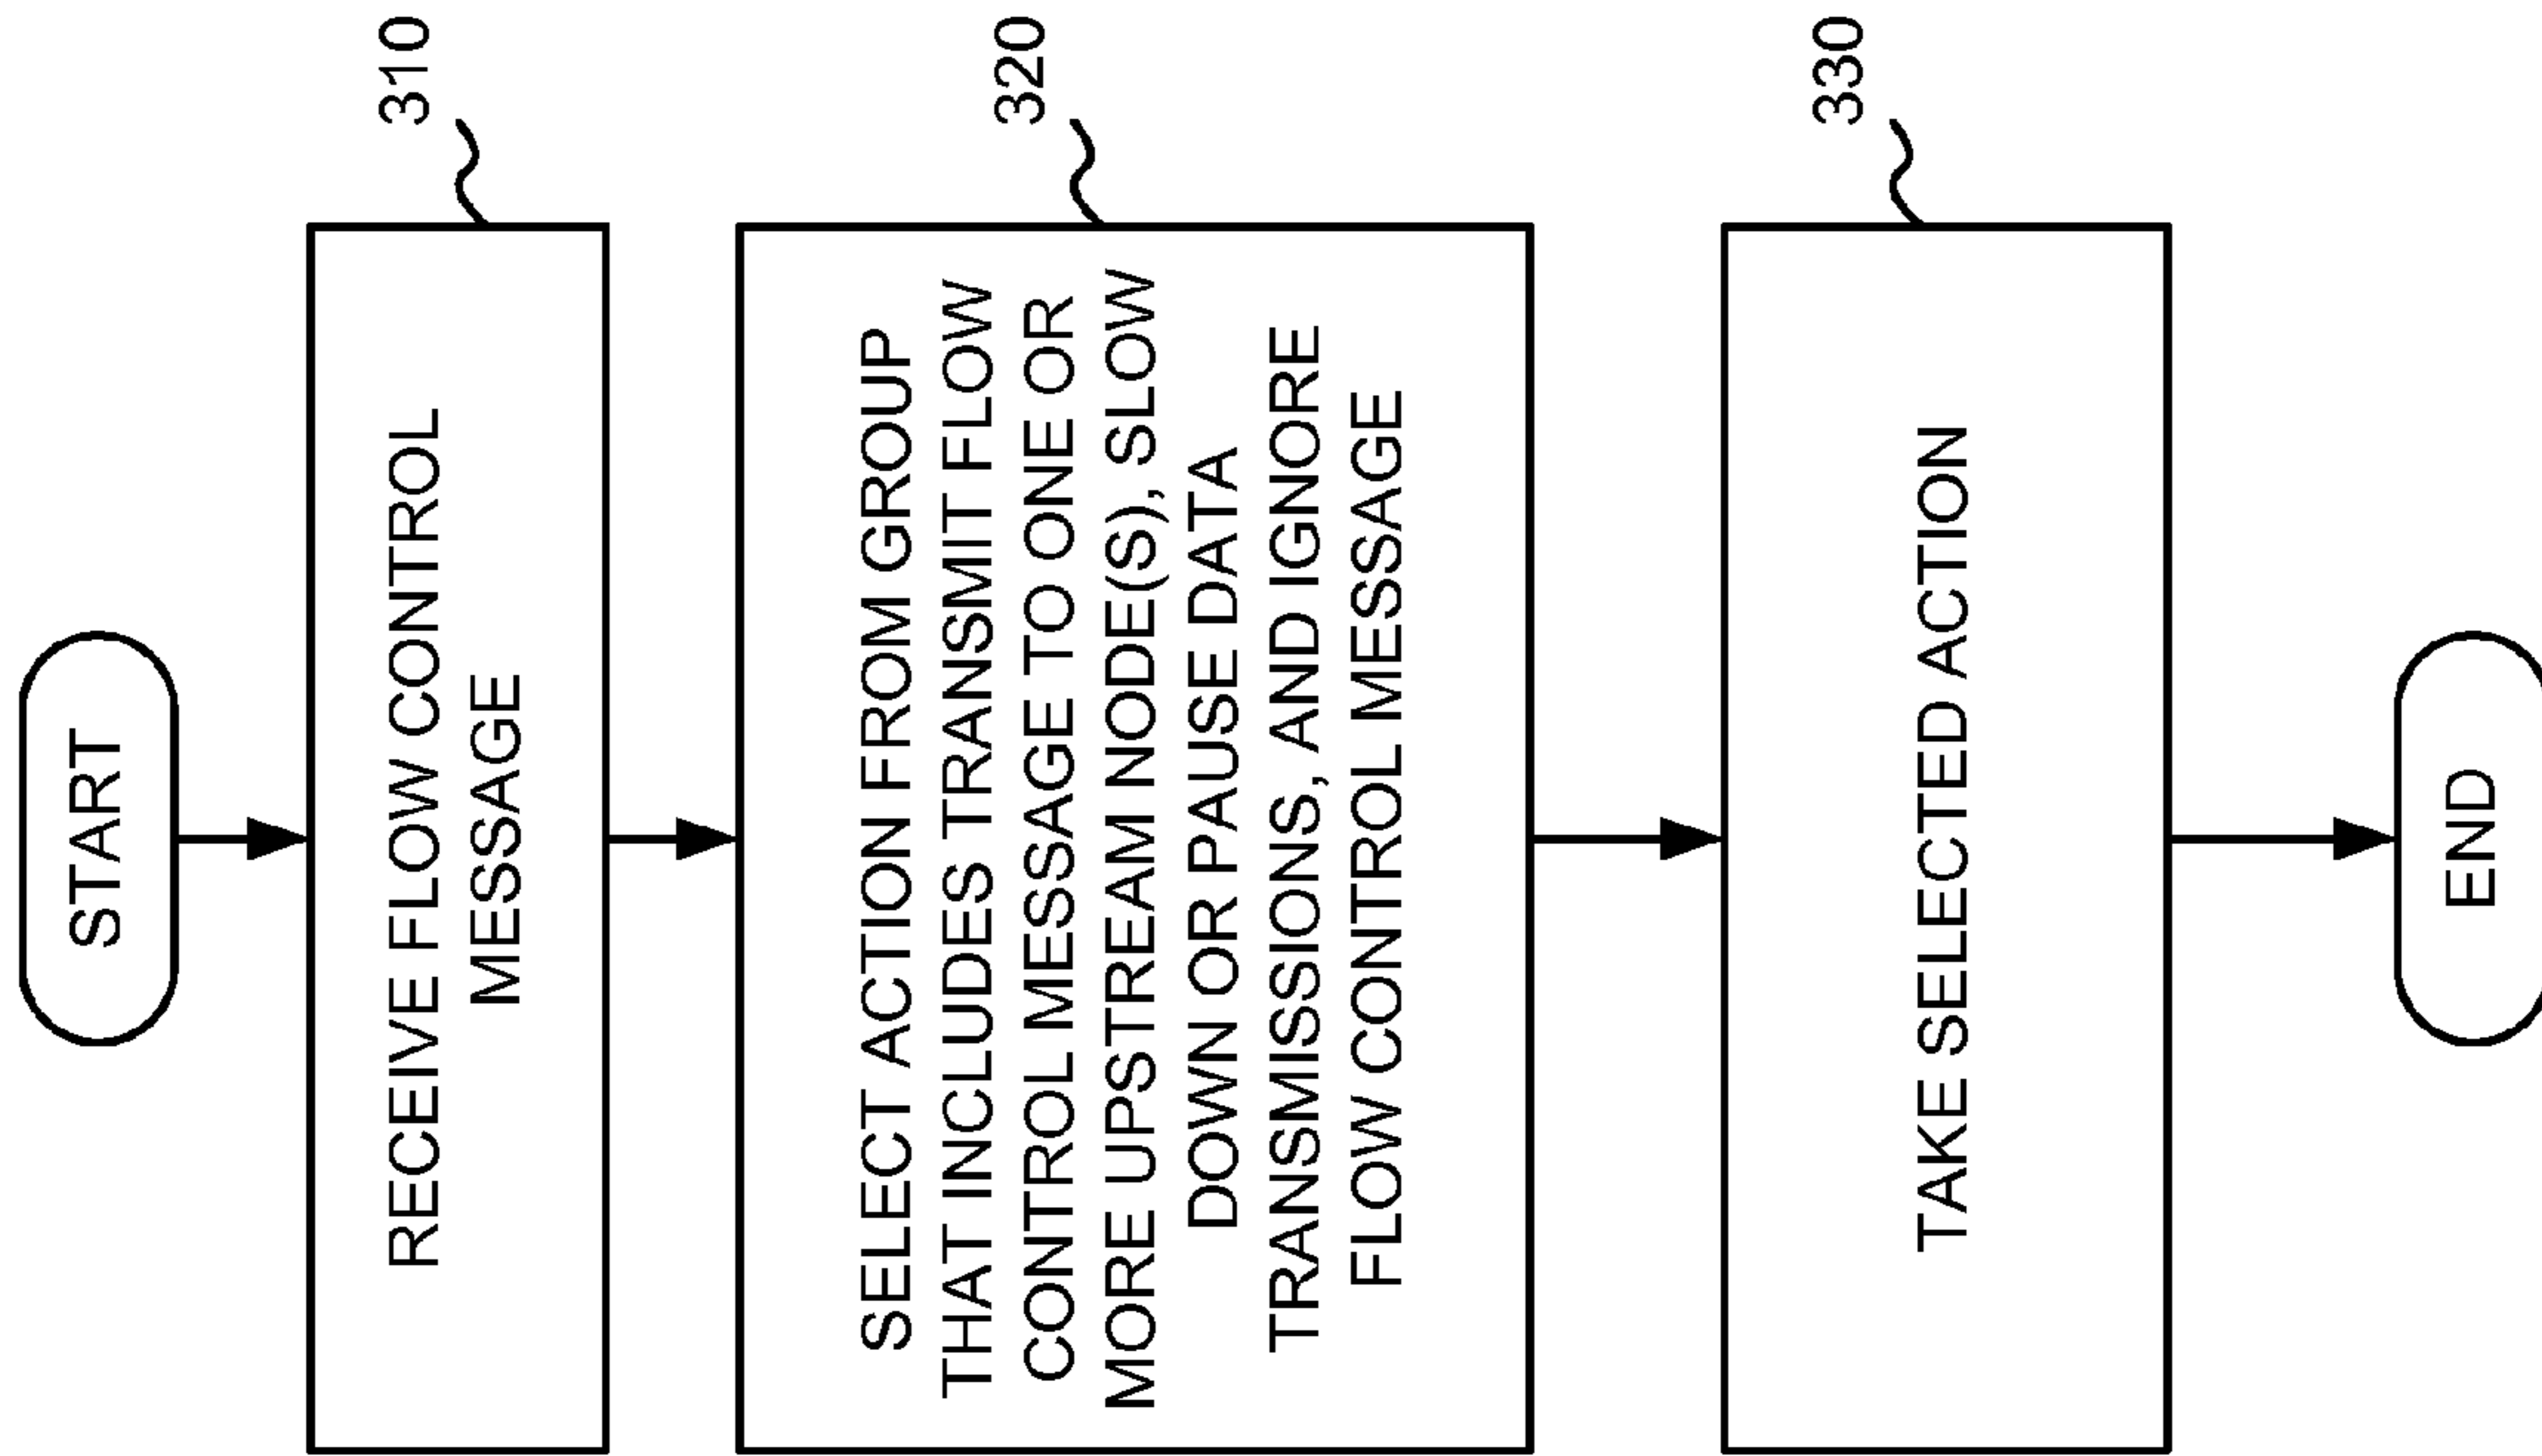 START
310
RECEIVE FLOW CONTROL
MESSAGE
320
SELECT ACTION FROM GROUP
THAT INCLUDES TRANSMIT FLOW
CONTROL MESSAGE TO ONE OR
MORE UPSTREAM NODE(S), SLOW
DOWN OR PAUSE DATA
TRANSMISSIONS, AND IGNORE
FLOW CONTROL MESSAGE
330
TAKE SELECTED ACTION
END